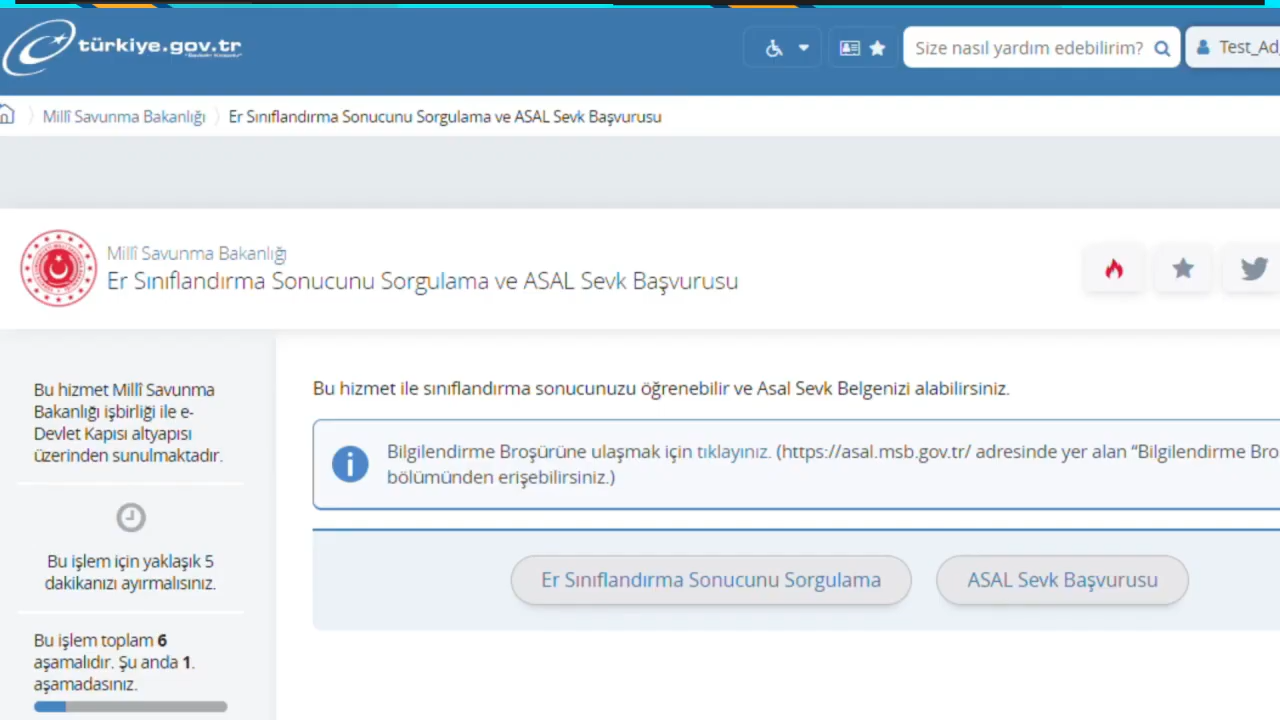 türkiye.gov.tr
Size nasıl yardım edebilirim?
Test_Ad
Millî Savunma Bakanlığı
Er Sınıflandırma Sonucunu Sorgulama ve ASAL Sevk Başvurusu
Millî Savunma Bakanlığı
Er Sınıflandırma Sonucunu Sorgulama ve ASAL Sevk Başvurusu
Bu hizmet Millî Savunma
Bakanlığı işbirliği ile e-
Devlet Kapısı altyapısı
üzerinden sunulmaktadır.
Bu işlem için yaklaşık 5
dakikanızı ayırmalısınız.
Bu işlem toplam 6
aşamalıdır. Şu anda 1.
aşamadasınız.
Bu hizmet ile sınıflandırma sonucunuzu öğrenebilir ve Asal Sevk Belgenizi alabilirsiniz.
Bilgilendirme Broşürüne ulaşmak için tıklayınız. (https://asal.msb.gov.tr/ adresinde yer alan “Bilgilendirme Bro
bölümünden erişebilirsiniz.)
Er Sınıflandırma Sonucunu Sorgulama
ASAL Sevk Başvurusu